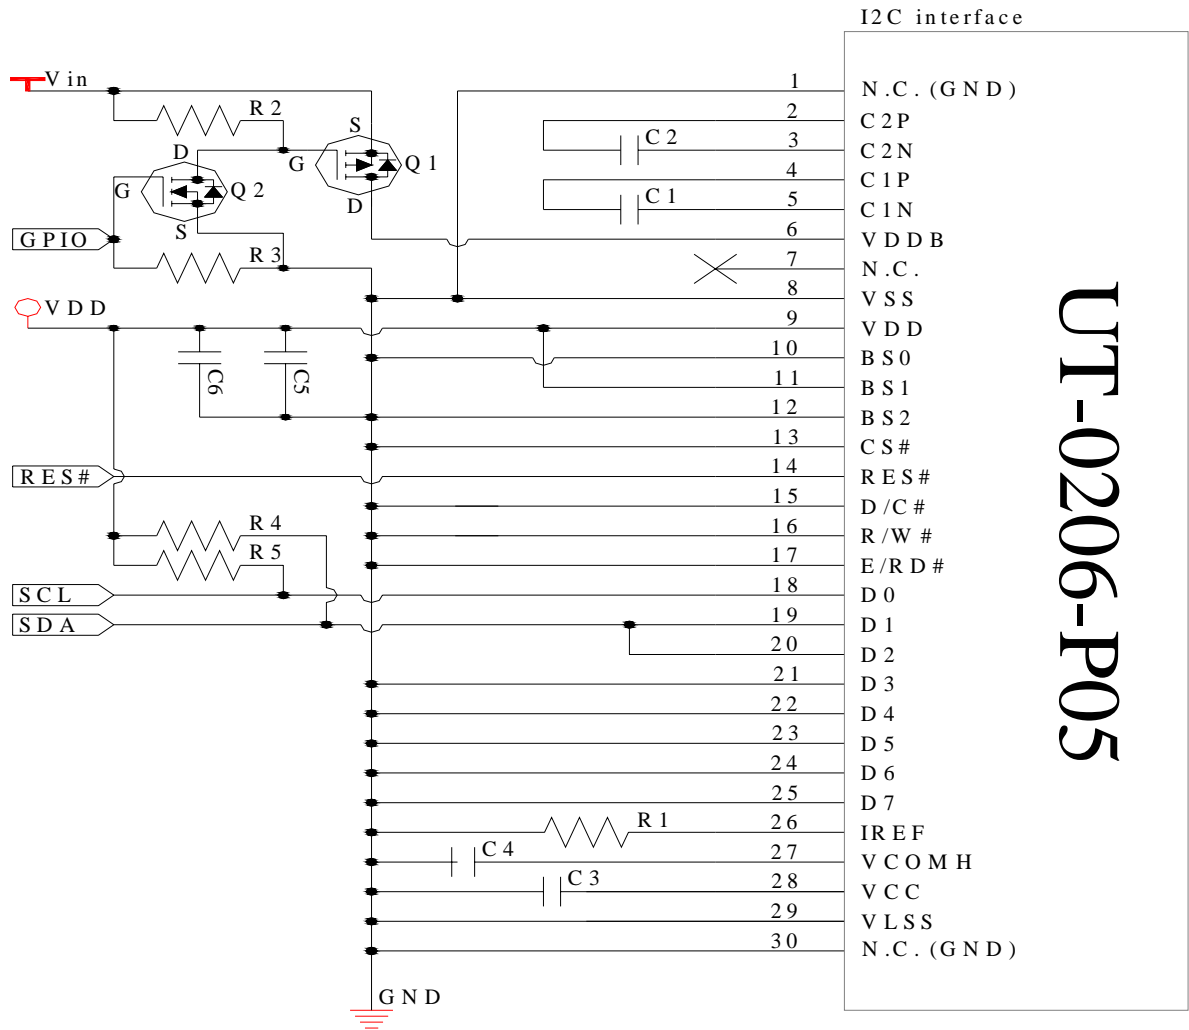 I2C interface
Vin
R2
S
G
Q1
D
D
G
Q2
S
GPIO
R3
VDD
C6
C5
RES#
R4
R5
SCL
SDA
C2
C1
1 N.C.(GND)
2 C2P
3 C2N
4 C1P
5 C1N
6 VDDB
7 N.C.
8 VSS
9 VDD
10 BS0
11 BS1
12 BS2
13 CS#
14 RES#
15 D/C#
16 R/W#
17 E/RD#
18 D0
19 D1
20 D2
21 D3
22 D4
23 D5
24 D6
25 D7
R1
26 IREF
C4
27 VCOMH
C3
28 VCC
29 VLSS
30 N.C.(GND)
GND
UT-0206-P05